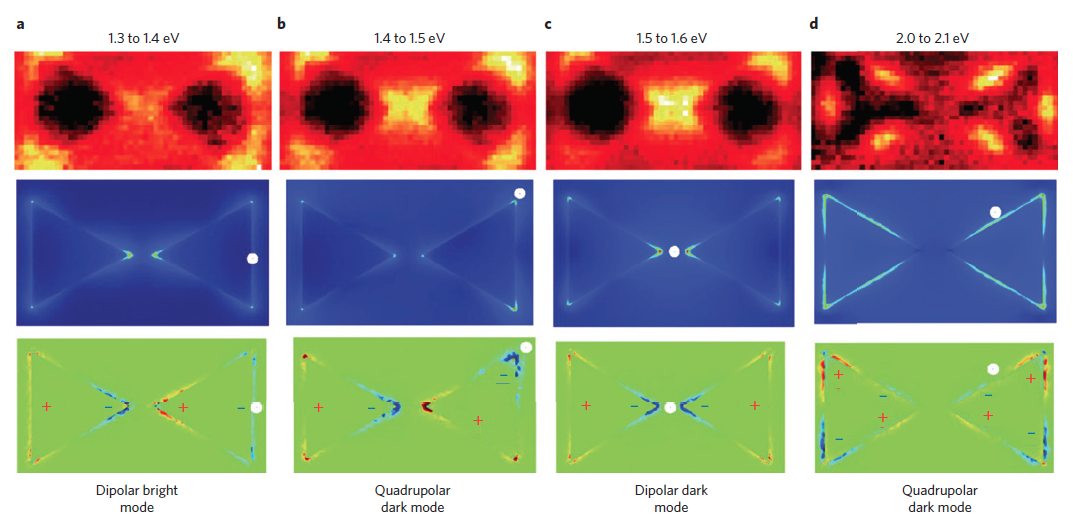 a
b
c
d
1.3 to 1.4 eV
1.4 to 1.5 eV
1.5 to 1.6 eV
2.0 to 2.1 eV
+ − + −
+ − − +
+ − − +
+ − + − − + + −
Dipolar bright
mode
Quadrupolar
dark mode
Dipolar dark
mode
Quadrupolar
dark mode